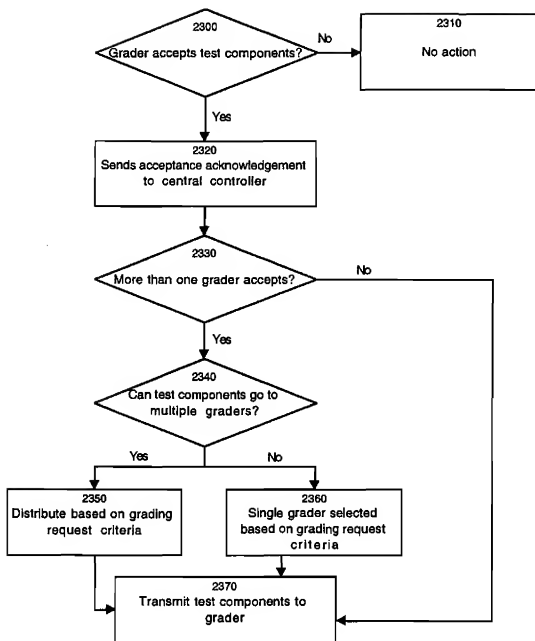 2300
Grader accepts test components?
No
2310
No action
Yes
2320
Sends acceptance acknowledgement
to central controller
2330
More than one grader accepts?
No
Yes
2340
Can test components go to
multiple graders?
Yes
No
2350
Distribute based on grading
request criteria
2360
Single grader selected
based on grading request
criteria
2370
Transmit test components to
grader